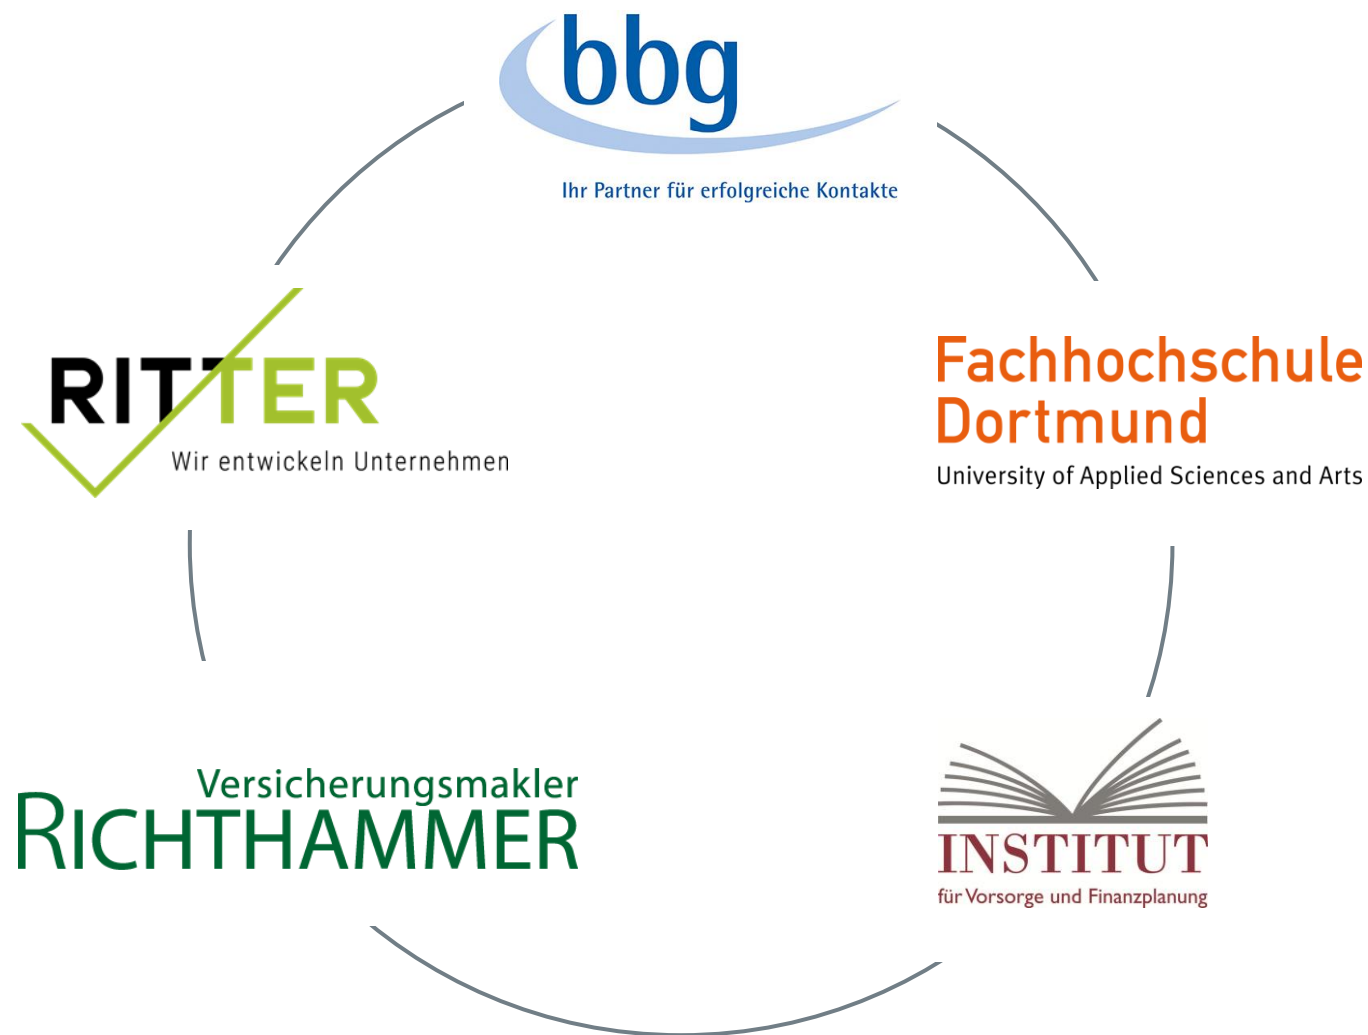 bbg
Ihr Partner für erfolgreiche Kontakte
RITTER
Wir entwickeln Unternehmen
Fachhochschule
Dortmund
University of Applied Sciences and Arts
Versicherungsmakler
RICHTHAMMER
INSTITUT
für Vorsorge und Finanzplanung